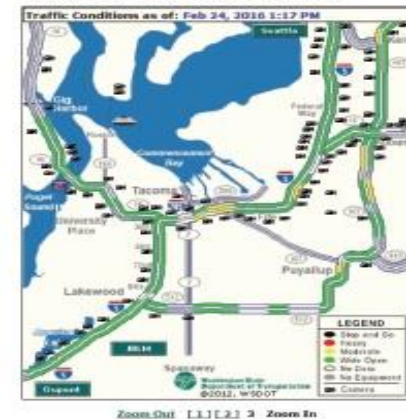 Traffic Conditions as of: Feb 24, 2016 1:17 PM
Seattle
Gig
Harbor
Federal
Way
Commencement
Bay
Tacoma
Puget
Sound
University
Place
Fife
Puyallup
Lakewood
JBLM
Spanaway
Dupont
Washington State
Department of Transportation
@2012, WSDOT
LEGEND
Stop and Go
Heavy
Moderate
Wide Open
No Data
No Equipment
Camera
Zoom Out [ 1 ] [ 2 ] 3 Zoom In